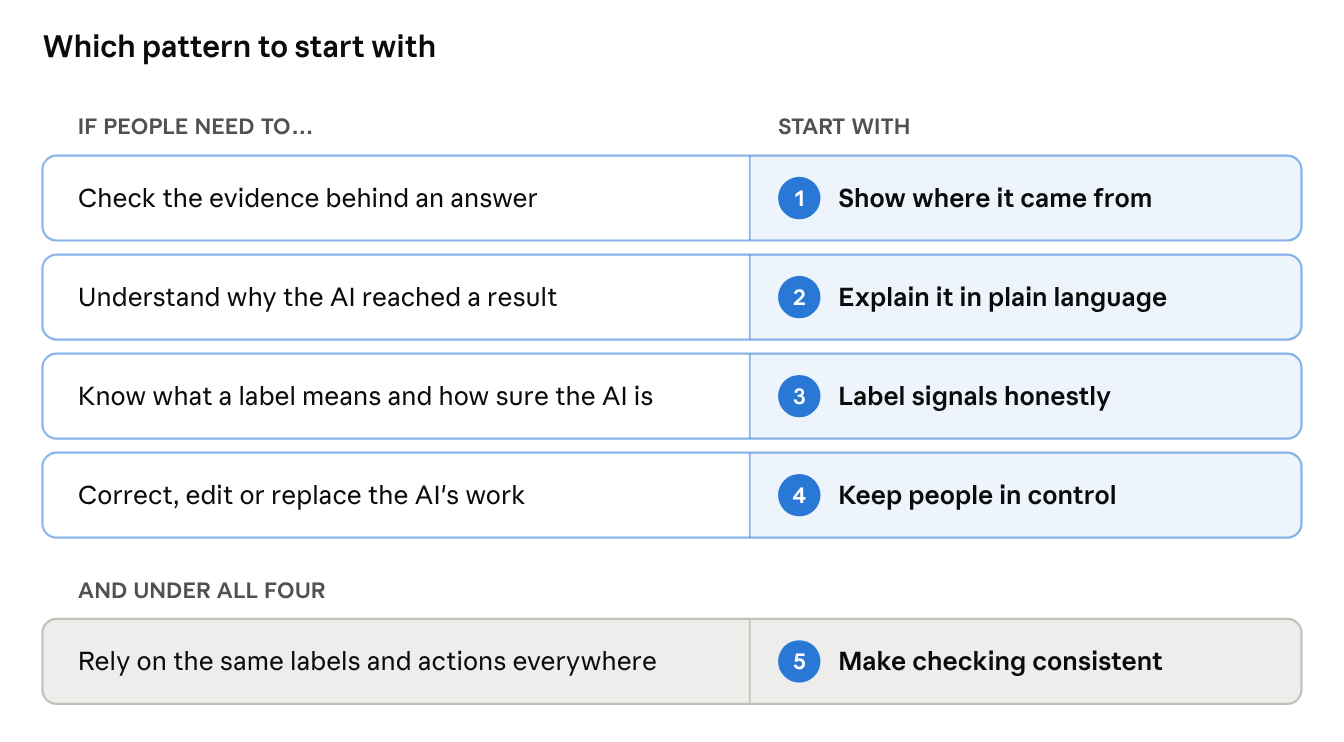 Which pattern to start with
IF PEOPLE NEED TO...
START WITH
Check the evidence behind an answer
1 Show where it came from
Understand why the AI reached a result
2 Explain it in plain language
Know what a label means and how sure the AI is
3 Label signals honestly
Correct, edit or replace the AI's work
4 Keep people in control
AND UNDER ALL FOUR
Rely on the same labels and actions everywhere
5 Make checking consistent